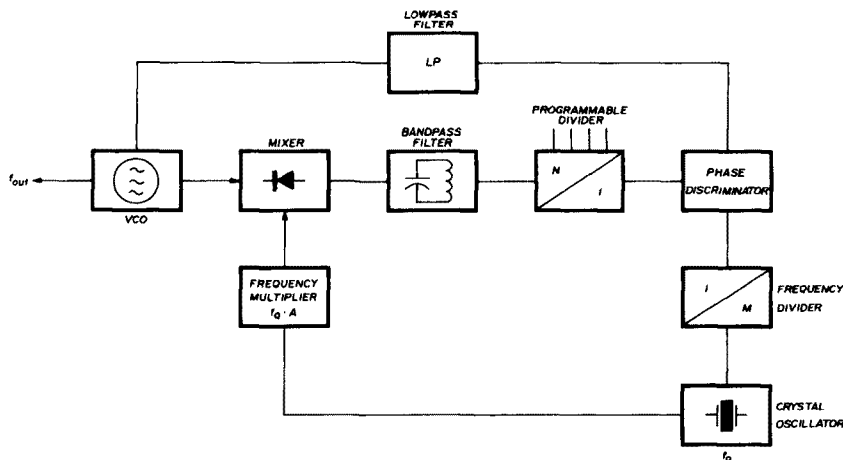 LOWPASS
FILTER
LP
PROGRAMMABLE
DIVIDER
MIXER
BANDPASS
FILTER
f_out
VCO
N
1
PHASE
DISCRIMINATOR
FREQUENCY
MULTIPLIER
f_Q · A
1
M
FREQUENCY
DIVIDER
CRYSTAL
OSCILLATOR
f_Q